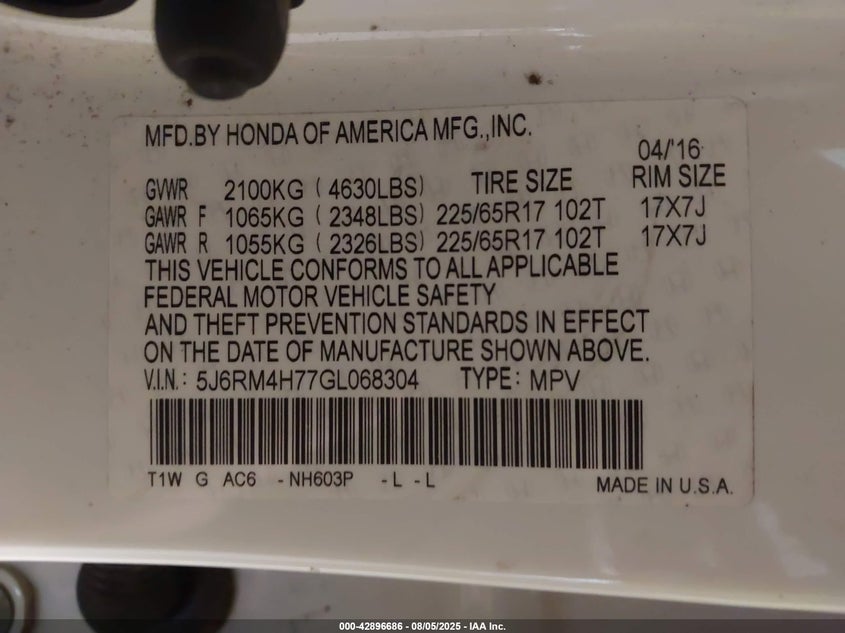 MFD.BY HONDA OF AMERICA MFG.,INC.
04/'16
GVWR 2100KG ( 4630LBS) TIRE SIZE RIM SIZE
GAWR F 1065KG ( 2348LBS) 225/65R17 102T 17X7J
GAWR R 1055KG ( 2326LBS) 225/65R17 102T 17X7J
THIS VEHICLE CONFORMS TO ALL APPLICABLE
FEDERAL MOTOR VEHICLE SAFETY
AND THEFT PREVENTION STANDARDS IN EFFECT
ON THE DATE OF MANUFACTURE SHOWN ABOVE.
V.I.N.: 5J6RM4H77GL068304 TYPE: MPV
T1W G AC6 -NH603P -L -L
MADE IN U.S.A.
000-42896686 - 08/05/2025 - IAA Inc.